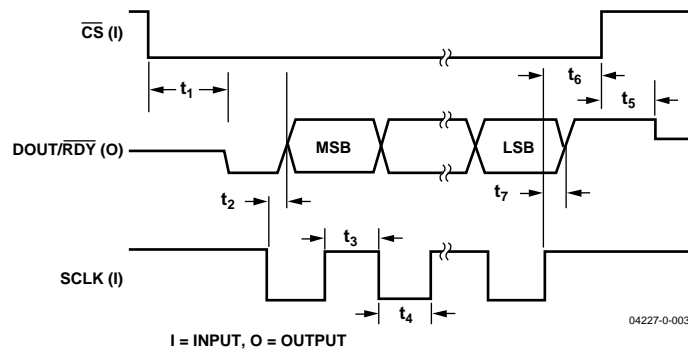 CS (I)
t6
t1
t5
DOUT/RDY (O)
MSB
LSB
t2
t7
t3
SCLK (I)
t4
04227-0-003
I = INPUT, O = OUTPUT